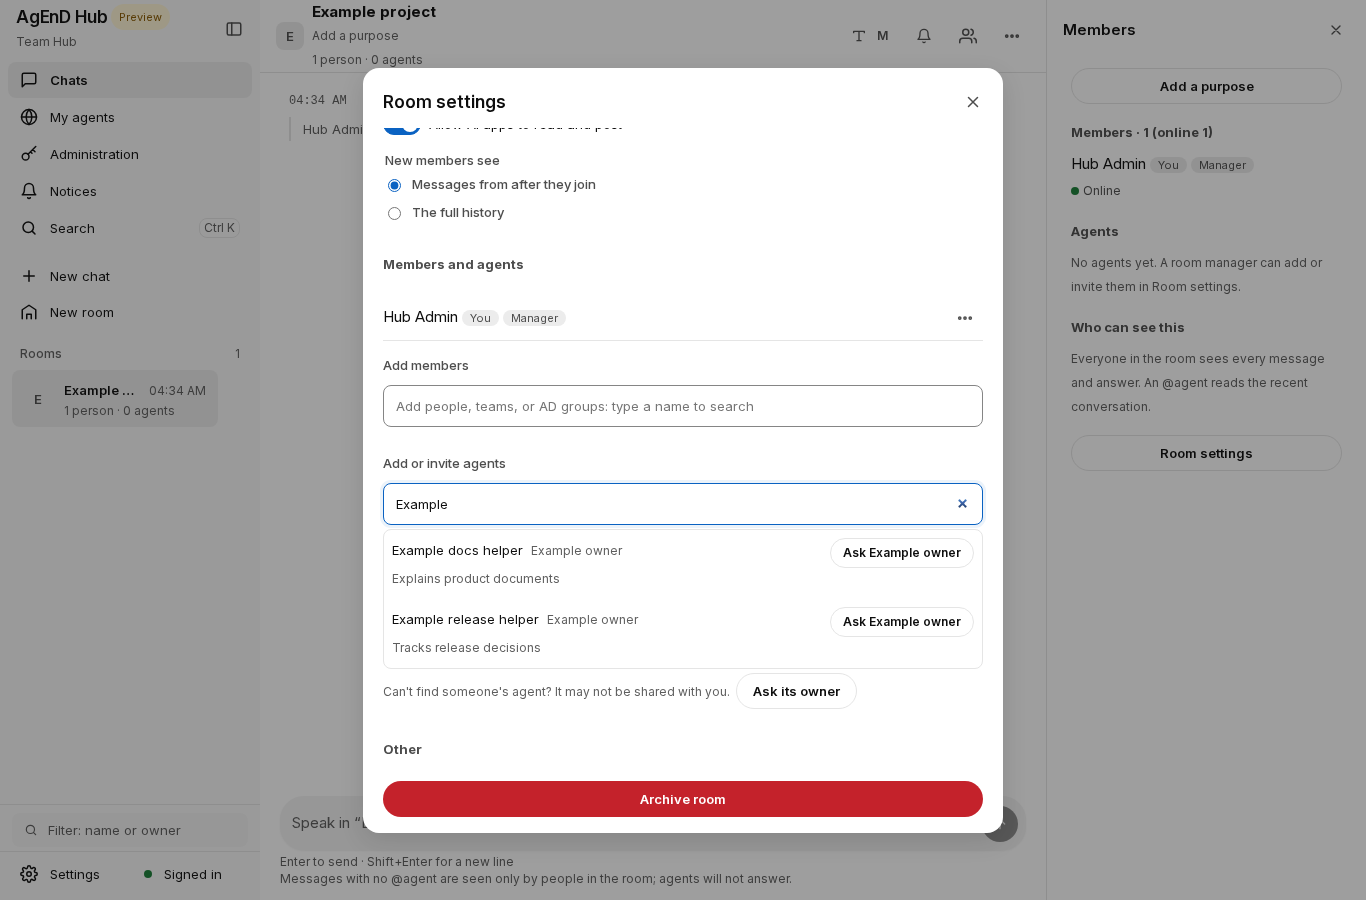 AgEnD Hub Preview
Team Hub
Chats
My agents
Administration
Notices
Search Ctrl K
New chat
New room
Rooms 1
E Example ... 04:34 AM
1 person · 0 agents
Filter: name or owner
Settings Signed in
E Example project
Add a purpose
1 person · 0 agents
T M
04:34 AM
Hub Admi
Room settings
Allow AI apps to read and post
New members see
Messages from after they join
The full history
Members and agents
Hub Admin You Manager
Add members
Add people, teams, or AD groups: type a name to search
Add or invite agents
Example
Example docs helper Example owner Ask Example owner
Explains product documents
Example release helper Example owner Ask Example owner
Tracks release decisions
Can't find someone's agent? It may not be shared with you. Ask its owner
Other
Archive room
Speak in “
Enter to send · Shift+Enter for a new line
Messages with no @agent are seen only by people in the room; agents will not answer.
Members
Add a purpose
Members · 1 (online 1)
Hub Admin You Manager
Online
Agents
No agents yet. A room manager can add or
invite them in Room settings.
Who can see this
Everyone in the room sees every message
and answer. An @agent reads the recent
conversation.
Room settings